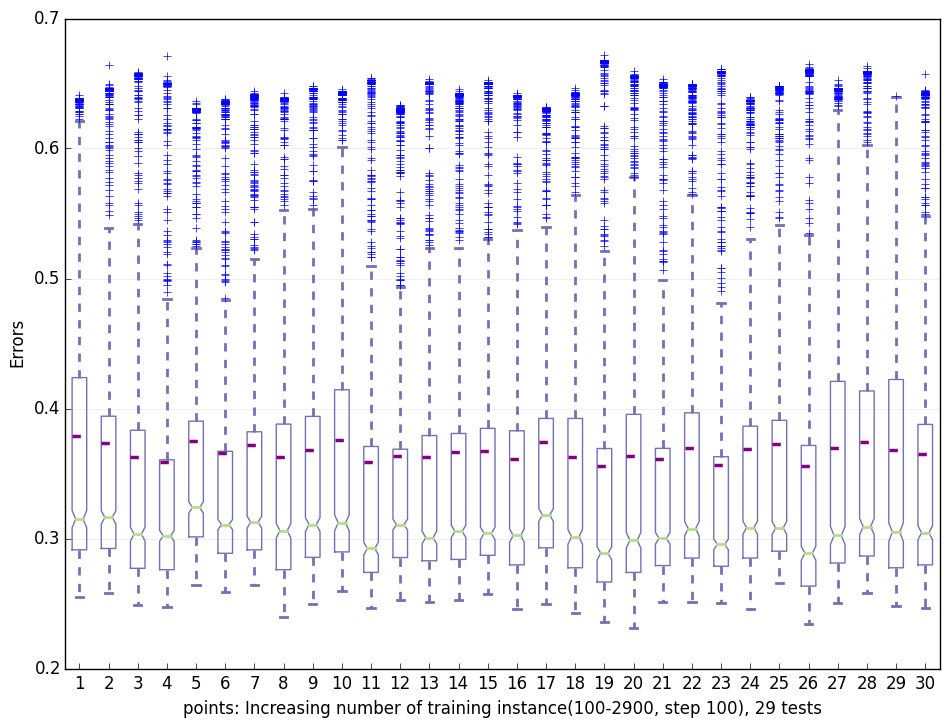 0.7
0.6
0.5
0.4
0.3
0.2
Errors
1 2 3 4 5 6 7 8 9 10 11 12 13 14 15 16 17 18 19 20 21 22 23 24 25 26 27 28 29 30
points: Increasing number of training instance(100-2900, step 100), 29 tests